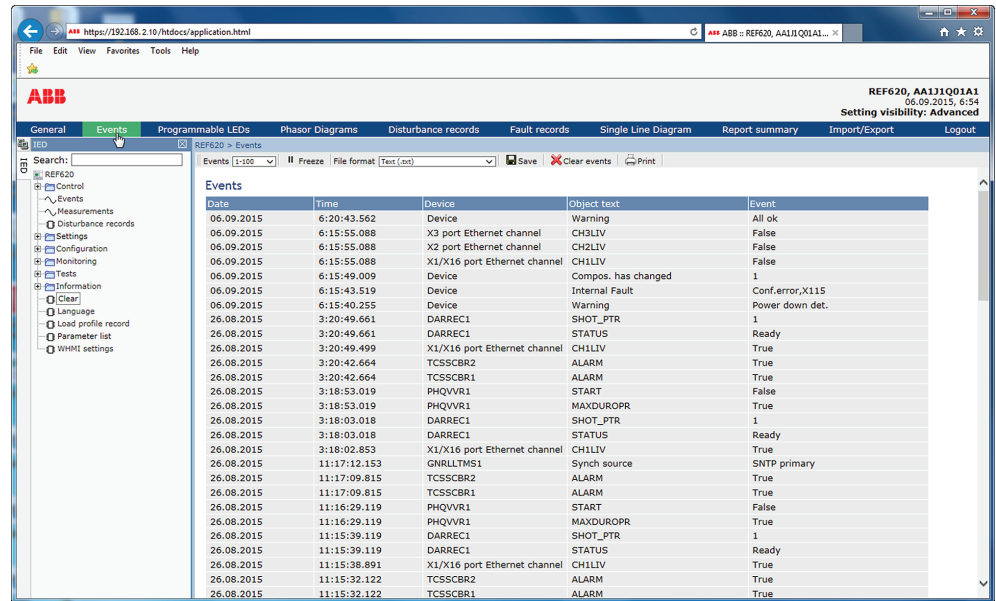 https://192.168.2.10/htdocs/application.html
ABB :: REF620, AA1J1Q01A1...
File Edit View Favorites Tools Help
ABB
REF620, AA1J1Q01A1
06.09.2015, 6:54
Setting visibility: Advanced
General Events Programmable LEDs Phasor Diagrams Disturbance records Fault records Single Line Diagram Report summary Import/Export Logout
IED
REF620 > Events
IED
Search:
Events 1-100 Freeze File format Text (.txt) Save Clear events Print
REF620
Control
Events
Measurements
Disturbance records
Settings
Configuration
Monitoring
Tests
Information
Clear
Language
Load profile record
Parameter list
WHMI settings
Events
Date Time Device Object text Event
06.09.2015 6:20:43.562 Device Warning All ok
06.09.2015 6:15:55.088 X3 port Ethernet channel CH3LIV False
06.09.2015 6:15:55.088 X2 port Ethernet channel CH2LIV False
06.09.2015 6:15:55.088 X1/X16 port Ethernet channel CH1LIV False
06.09.2015 6:15:49.009 Device Compos. has changed 1
06.09.2015 6:15:43.519 Device Internal Fault Conf.error,X115
06.09.2015 6:15:40.255 Device Warning Power down det.
26.08.2015 3:20:49.661 DARREC1 SHOT_PTR 1
26.08.2015 3:20:49.661 DARREC1 STATUS Ready
26.08.2015 3:20:49.499 X1/X16 port Ethernet channel CH1LIV True
26.08.2015 3:20:42.664 TCSSCBR2 ALARM True
26.08.2015 3:20:42.664 TCSSCBR1 ALARM True
26.08.2015 3:18:53.019 PHQVVR1 START False
26.08.2015 3:18:53.019 PHQVVR1 MAXDUROPR True
26.08.2015 3:18:03.018 DARREC1 SHOT_PTR 1
26.08.2015 3:18:03.018 DARREC1 STATUS Ready
26.08.2015 3:18:02.853 X1/X16 port Ethernet channel CH1LIV True
26.08.2015 11:17:12.153 GNRLLTMS1 Synch source SNTP primary
26.08.2015 11:17:09.815 TCSSCBR2 ALARM True
26.08.2015 11:17:09.815 TCSSCBR1 ALARM True
26.08.2015 11:16:29.119 PHQVVR1 START False
26.08.2015 11:16:29.119 PHQVVR1 MAXDUROPR True
26.08.2015 11:15:39.119 DARREC1 SHOT_PTR 1
26.08.2015 11:15:39.119 DARREC1 STATUS Ready
26.08.2015 11:15:38.891 X1/X16 port Ethernet channel CH1LIV True
26.08.2015 11:15:32.122 TCSSCBR2 ALARM True
26.08.2015 11:15:32.122 TCSSCBR1 ALARM True